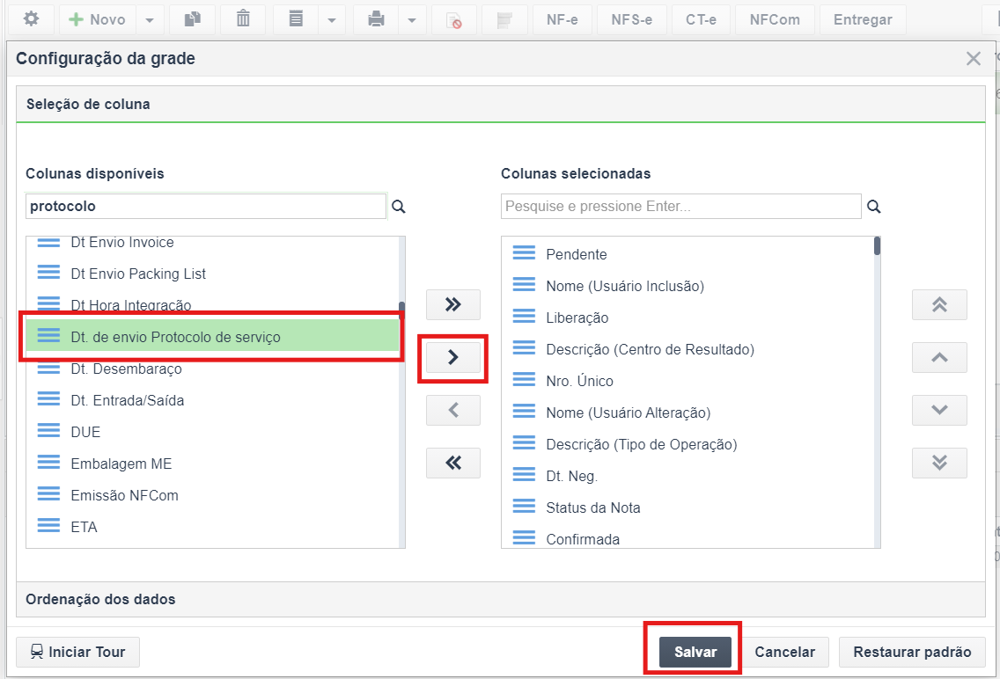 Novo NF-e NFS-e CT-e NFCom Entregar
Configuração da grade
Seleção de coluna
Colunas disponíveis
protocolo
Dt Envio Invoice
Dt Envio Packing List
Dt Hora Integração
Dt. de envio Protocolo de serviço
Dt. Desembaraço
Dt. Entrada/Saída
DUE
Embalagem ME
Emissão NFCom
ETA
Colunas selecionadas
Pesquise e pressione Enter...
Pendente
Nome (Usuário Inclusão)
Liberação
Descrição (Centro de Resultado)
Nro. Único
Nome (Usuário Alteração)
Descrição (Tipo de Operação)
Dt. Neg.
Status da Nota
Confirmada
Ordenação dos dados
Iniciar Tour Salvar Cancelar Restaurar padrão